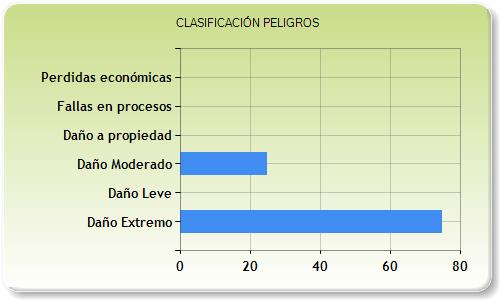 CLASIFICACIÓN PELIGROS
Perdidas económicas
Fallas en procesos
Daño a propiedad
Daño Moderado
Daño Leve
Daño Extremo
0 20 40 60 80